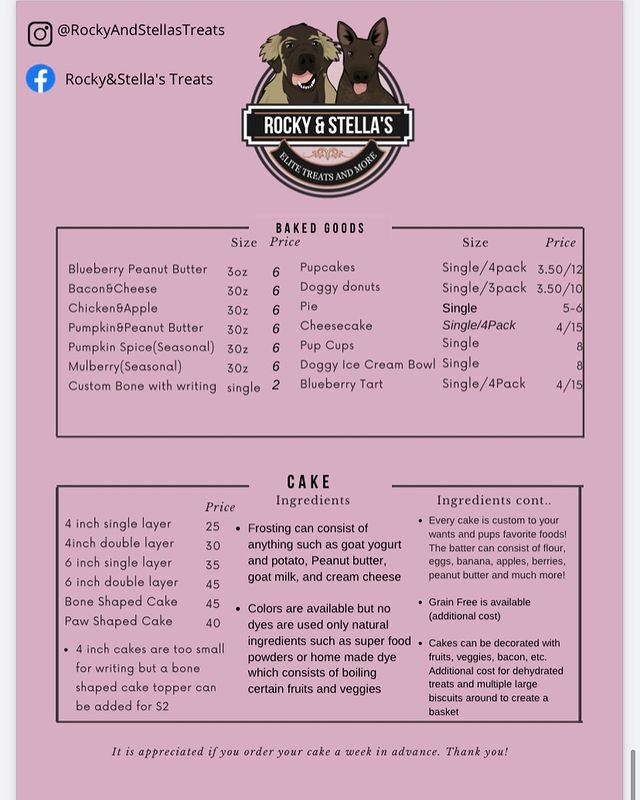 @RockyAndStellasTreats
Rocky&Stella's Treats
ROCKY & STELLA'S
ELITE TREATS AND MORE
BAKED GOODS
Size Price
Blueberry Peanut Butter 3oz 6
Bacon&Cheese 30z 6
Chicken&Apple 30z 6
Pumpkin&Peanut Butter 30z 6
Pumpkin Spice(Seasonal) 30z 6
Mulberry(Seasonal) 30z 6
Custom Bone with writing single 2
Size Price
Pupcakes Single/4pack 3.50/12
Doggy donuts Single/3pack 3.50/10
Pie Single 5-6
Cheesecake Single/4Pack 4/15
Pup Cups Single 8
Doggy Ice Cream Bowl Single 8
Blueberry Tart Single/4Pack 4/15
CAKE
Price
4 inch single layer 25
4inch double layer 30
6 inch single layer 35
6 inch double layer 45
Bone Shaped Cake 45
Paw Shaped Cake 40
• 4 inch cakes are too small
for writing but a bone
shaped cake topper can
be added for S2
Ingredients
• Frosting can consist of
anything such as goat yogurt
and potato, Peanut butter,
goat milk, and cream cheese
• Colors are available but no
dyes are used only natural
ingredients such as super food
powders or home made dye
which consists of boiling
certain fruits and veggies
Ingredients cont..
• Every cake is custom to your
wants and pups favorite foods!
The batter can consist of flour,
eggs, banana, apples, berries,
peanut butter and much more!
• Grain Free is available
(additional cost)
• Cakes can be decorated with
fruits, veggies, bacon, etc.
Additional cost for dehydrated
treats and multiple large
biscuits around to create a
basket
It is appreciated if you order your cake a week in advance. Thank you!